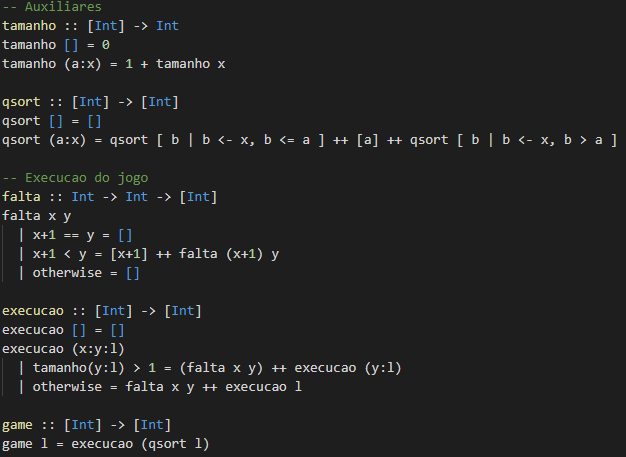 -- Auxiliares
tamanho :: [Int] -> Int
tamanho [] = 0
tamanho (a:x) = 1 + tamanho x

qsort :: [Int] -> [Int]
qsort [] = []
qsort (a:x) = qsort [ b | b <- x, b <= a ] ++ [a] ++ qsort [ b | b <- x, b > a ]

-- Execucao do jogo
falta :: Int -> Int -> [Int]
falta x y
  | x+1 == y = []
  | x+1 < y = [x+1] ++ falta (x+1) y
  | otherwise = []

execucao :: [Int] -> [Int]
execucao [] = []
execucao (x:y:l)
  | tamanho(y:l) > 1 = (falta x y) ++ execucao (y:l)
  | otherwise = falta x y ++ execucao l

game :: [Int] -> [Int]
game l = execucao (qsort l)